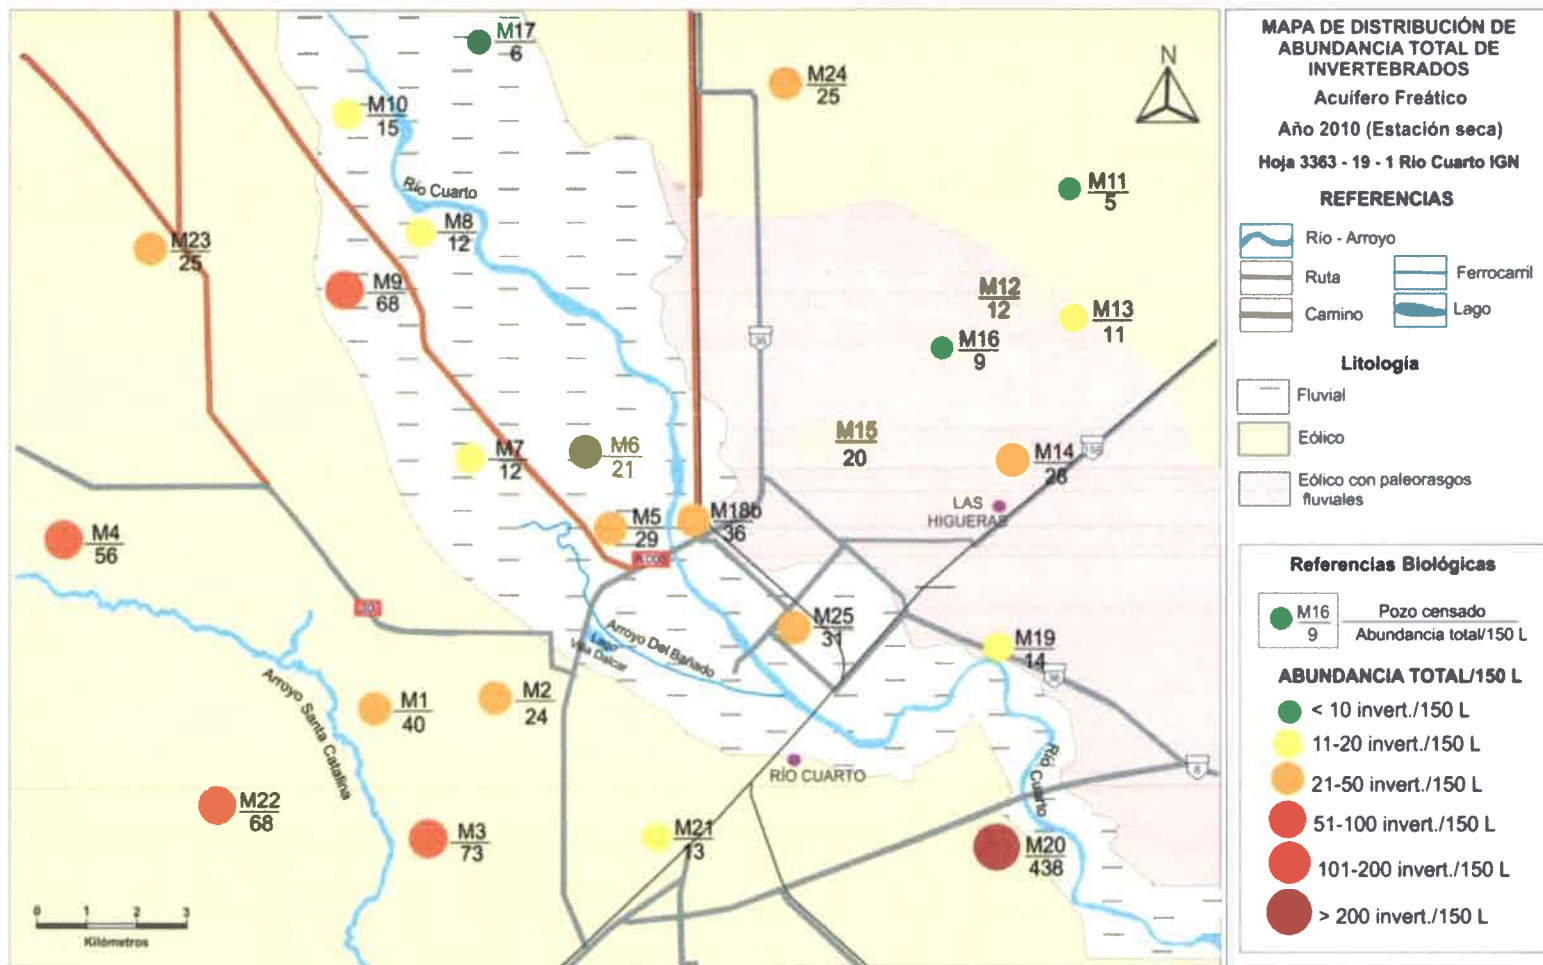 M17
6
M24
25
N
M10
15
Río Cuarto
M11
5
M8
12
M23
25
M9
68
M12
12
M13
11
M16
9
36
M7
12
M6
21
M15
20
M14
26
158
LAS
HIGUERAS
M5
29
M18b
36
A005
M4
56
M25
31
Arroyo Del Bañado
Lago
Villa Dalcar
M19
14
36
Arroyo Santa Catalina
M1
40
M2
24
Río Cuarto
RÍO CUARTO
8
M22
68
M3
73
M21
13
M20
438
0 1 2 3
Kilómetros
MAPA DE DISTRIBUCIÓN DE
ABUNDANCIA TOTAL DE
INVERTEBRADOS
Acuífero Freático
Año 2010 (Estación seca)
Hoja 3363 - 19 - 1 Río Cuarto IGN
REFERENCIAS
Río - Arroyo
Ruta
Ferrocarril
Camino
Lago
Litología
Fluvial
Eólico
Eólico con paleorasgos
fluviales
Referencias Biológicas
M16
9
Pozo censado
Abundancia total/150 L
ABUNDANCIA TOTAL/150 L
< 10 invert./150 L
11-20 invert./150 L
21-50 invert./150 L
51-100 invert./150 L
101-200 invert./150 L
> 200 invert./150 L